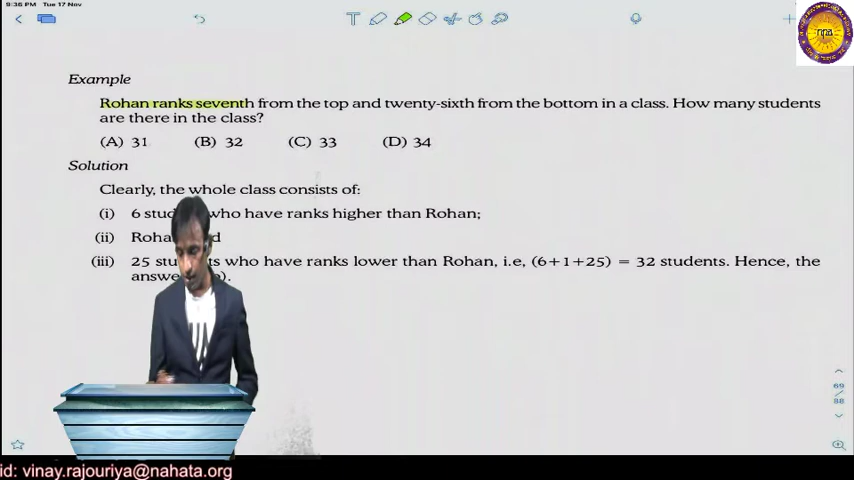 9:36 PM Tue 17 Nov
Example
Rohan ranks seventh from the top and twenty-sixth from the bottom in a class. How many students
are there in the class?
(A) 31 (B) 32 (C) 33 (D) 34
Solution
Clearly, the whole class consists of:
(i) 6 who have ranks higher than Rohan;
(ii)
(iii) 25 who have ranks lower than Rohan, i.e, (6+1+25) = 32 students. Hence, the
69
88
id: vinay.rajouriya@nahata.org